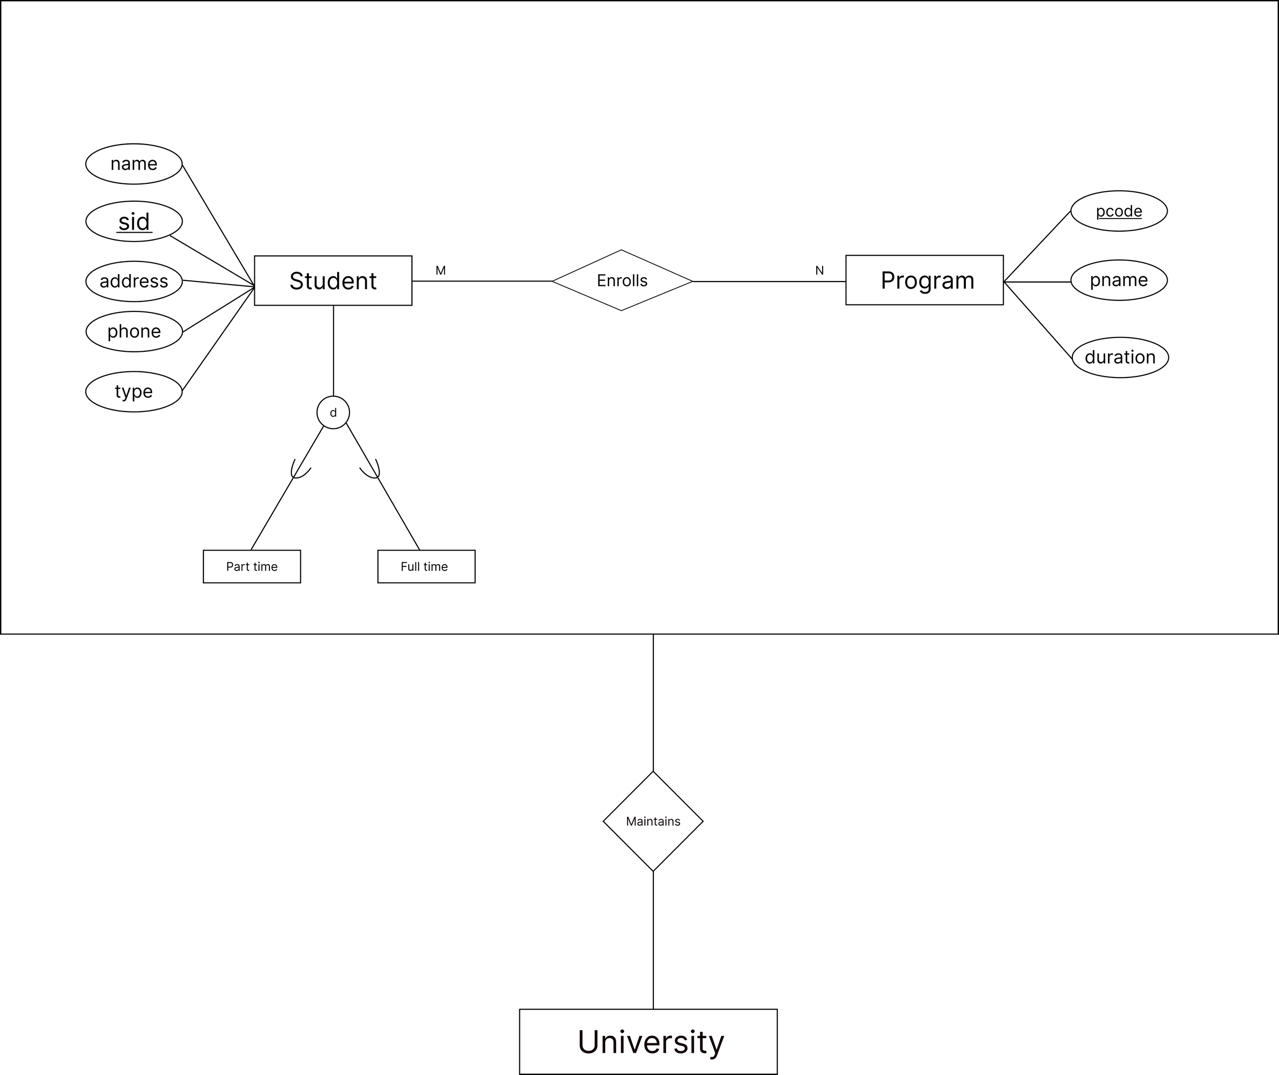 name
sid
address
phone
type
Student
M
Enrolls
N
Program
pcode
pname
duration
d
Part time
Full time
Maintains
University